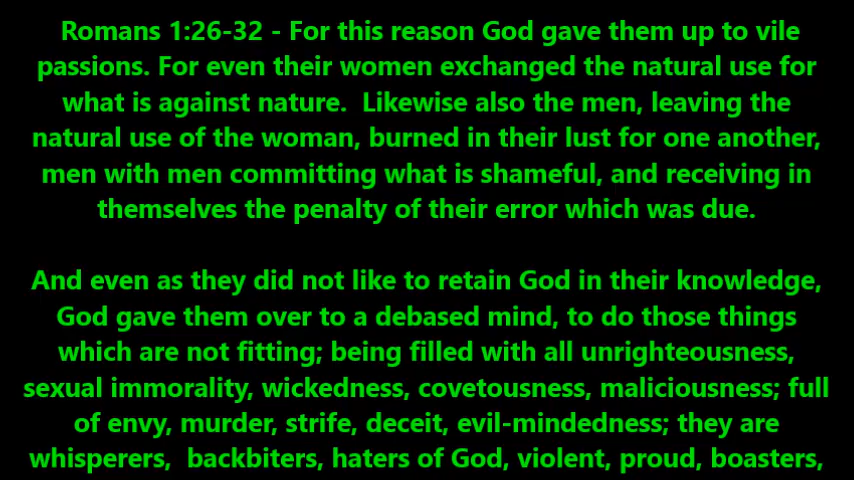 Romans 1:26-32 - For this reason God gave them up to vile
passions. For even their women exchanged the natural use for
what is against nature.  Likewise also the men, leaving the
natural use of the woman, burned in their lust for one another,
men with men committing what is shameful, and receiving in
themselves the penalty of their error which was due.

And even as they did not like to retain God in their knowledge,
God gave them over to a debased mind, to do those things
which are not fitting; being filled with all unrighteousness,
sexual immorality, wickedness, covetousness, maliciousness; full
of envy, murder, strife, deceit, evil-mindedness; they are
whisperers,  backbiters, haters of God, violent, proud, boasters,